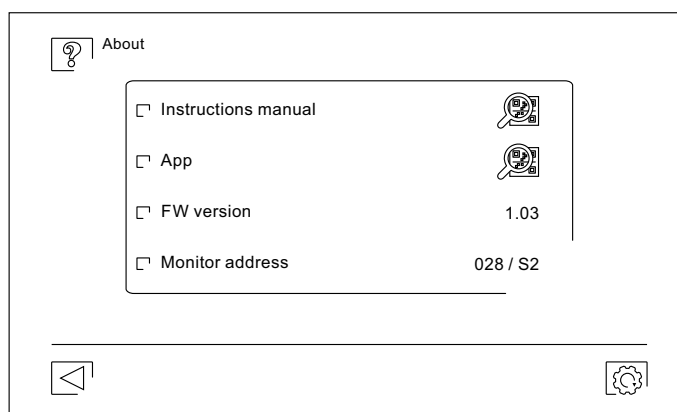 ?
About
Instructions manual
App
FW version 1.03
Monitor address 028 / S2